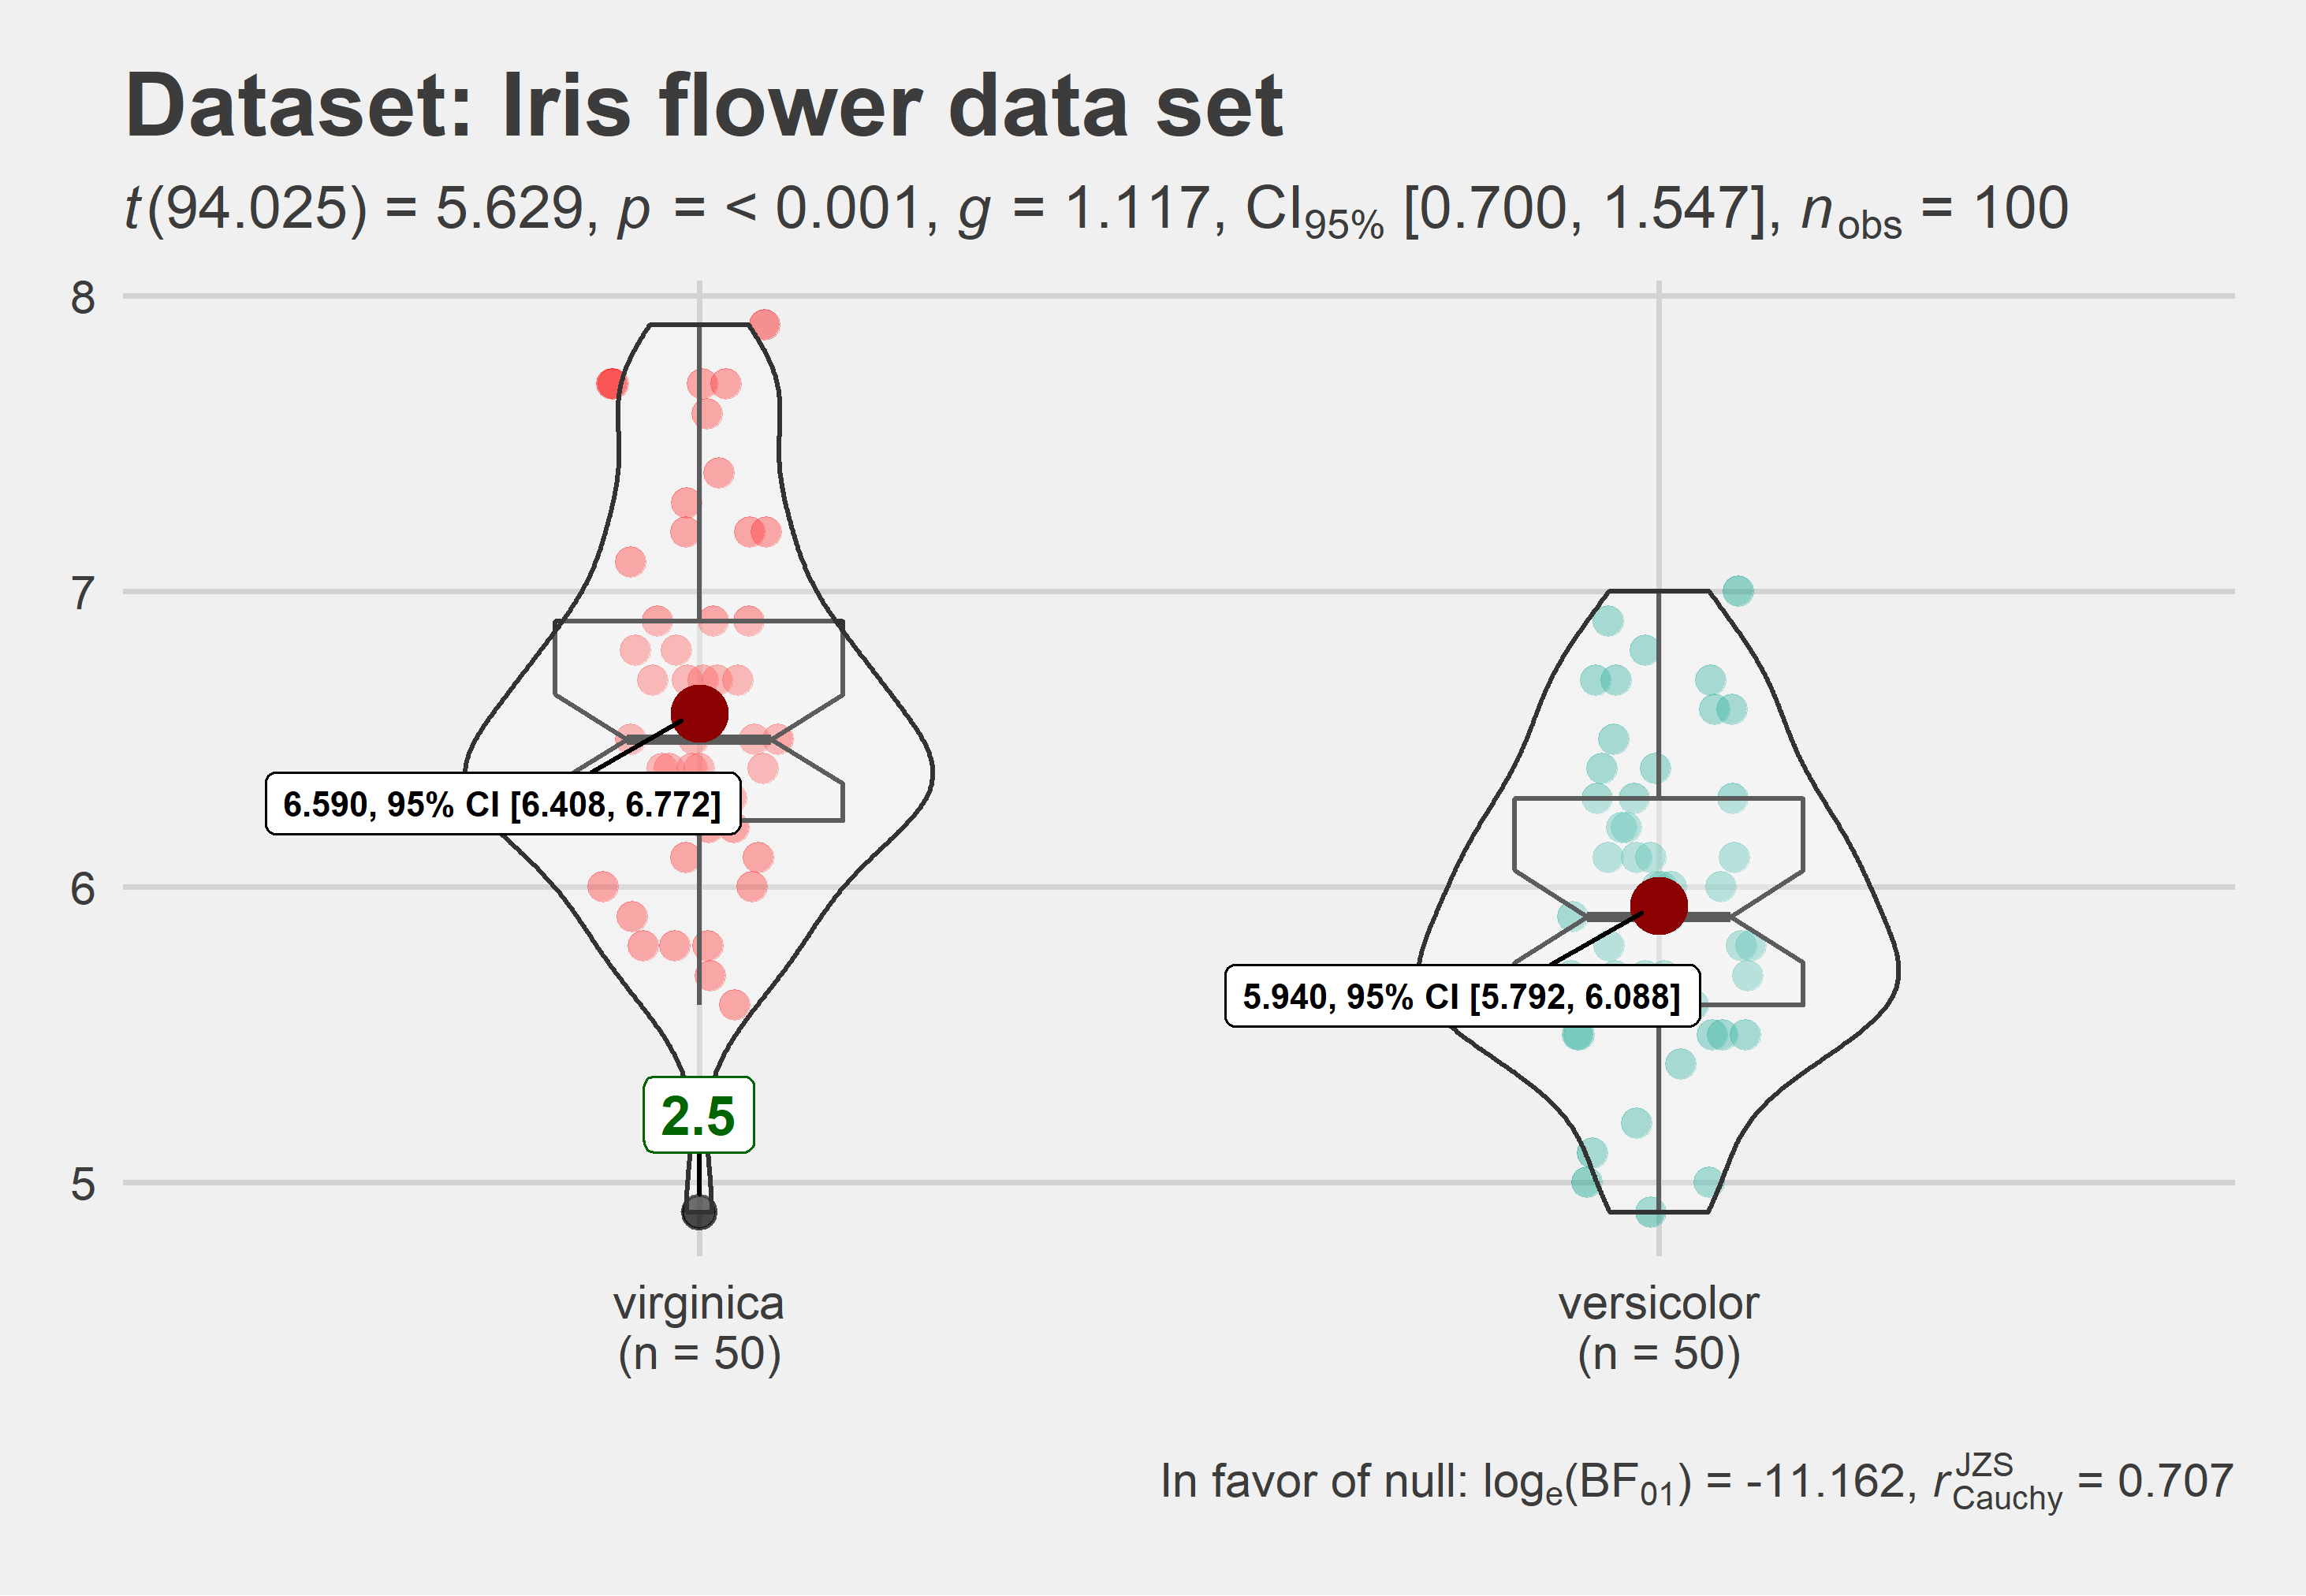 Dataset: Iris flower data set
t(94.025) = 5.629, p = < 0.001, g = 1.117, CI95% [0.700, 1.547], nobs = 100
8
7
6
5
6.590, 95% CI [6.408, 6.772]
5.940, 95% CI [5.792, 6.088]
2.5
virginica
(n = 50)
versicolor
(n = 50)
In favor of null: loge(BF01) = -11.162, rJZSCauchy = 0.707